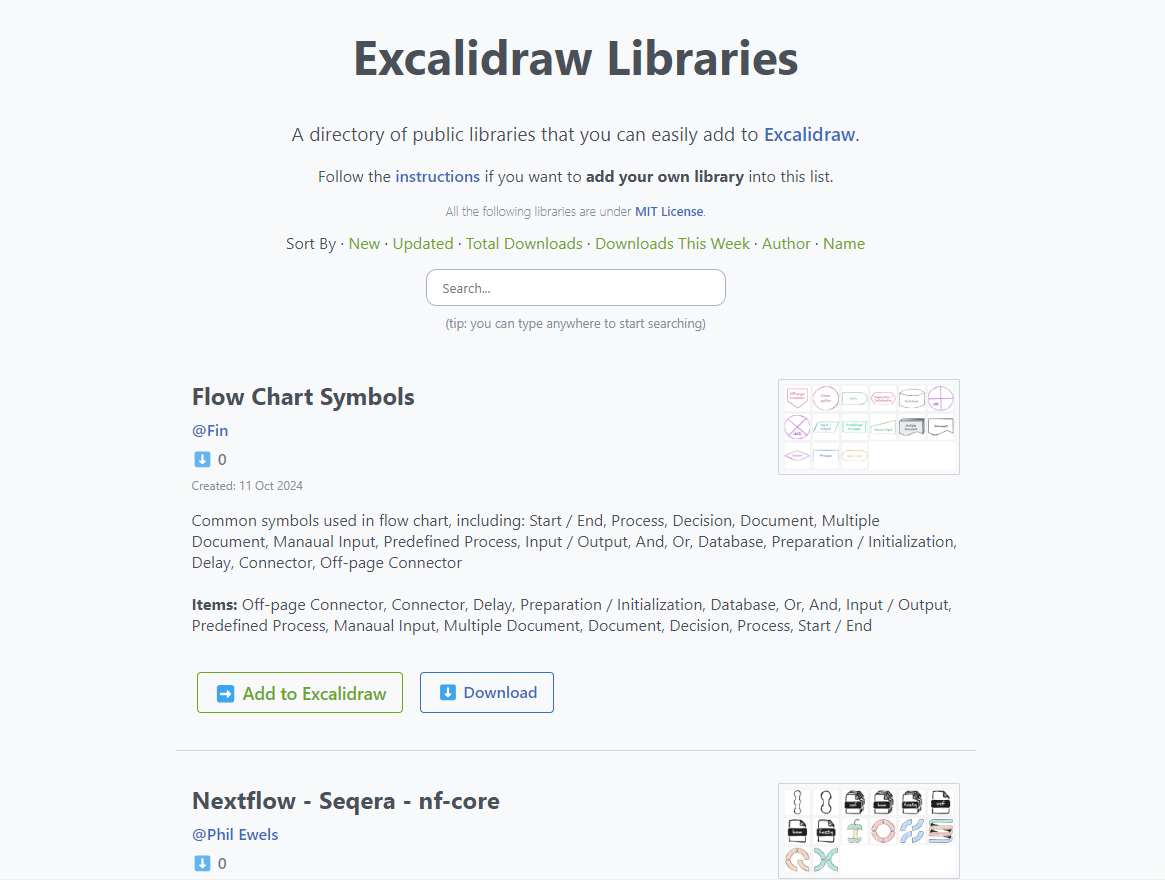 Excalidraw Libraries
A directory of public libraries that you can easily add to Excalidraw.
Follow the instructions if you want to add your own library into this list.
All the following libraries are under MIT License.
Sort By · New · Updated · Total Downloads · Downloads This Week · Author · Name
Search...
(tip: you can type anywhere to start searching)
Flow Chart Symbols
@Fin
0
Created: 11 Oct 2024
Common symbols used in flow chart, including: Start / End, Process, Decision, Document, Multiple
Document, Manaual Input, Predefined Process, Input / Output, And, Or, Database, Preparation / Initialization,
Delay, Connector, Off-page Connector
Items: Off-page Connector, Connector, Delay, Preparation / Initialization, Database, Or, And, Input / Output,
Predefined Process, Manaual Input, Multiple Document, Document, Decision, Process, Start / End
Add to Excalidraw
Download
Nextflow - Seqera - nf-core
@Phil Ewels
0